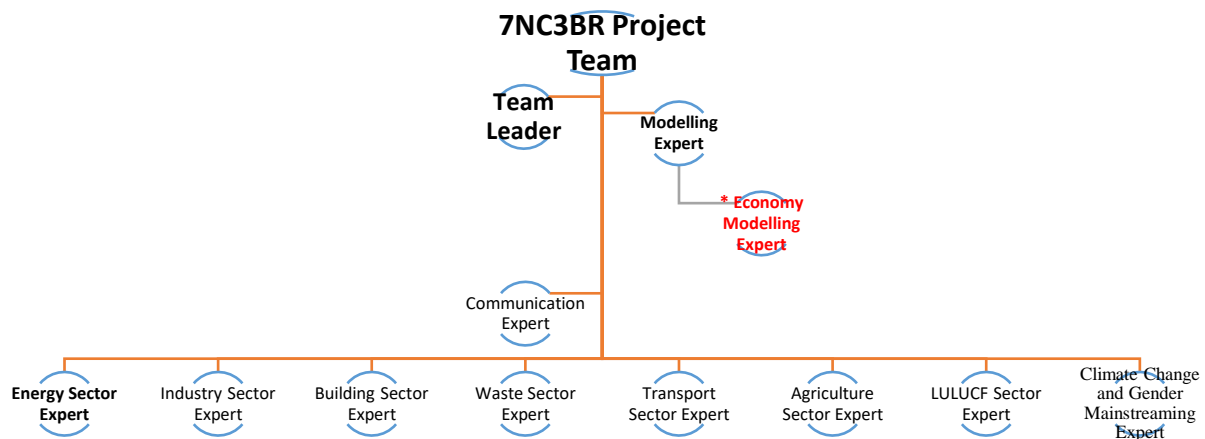 7NC3BR Project
Team
Team
Leader
Modelling
Expert
* Economy
Modelling
Expert
Communication
Expert
Energy Sector
Expert
Industry Sector
Expert
Building Sector
Expert
Waste Sector
Expert
Transport
Sector Expert
Agriculture
Sector Expert
LULUCF Sector
Expert
Climate Change
and Gender
Mainstreaming
Expert